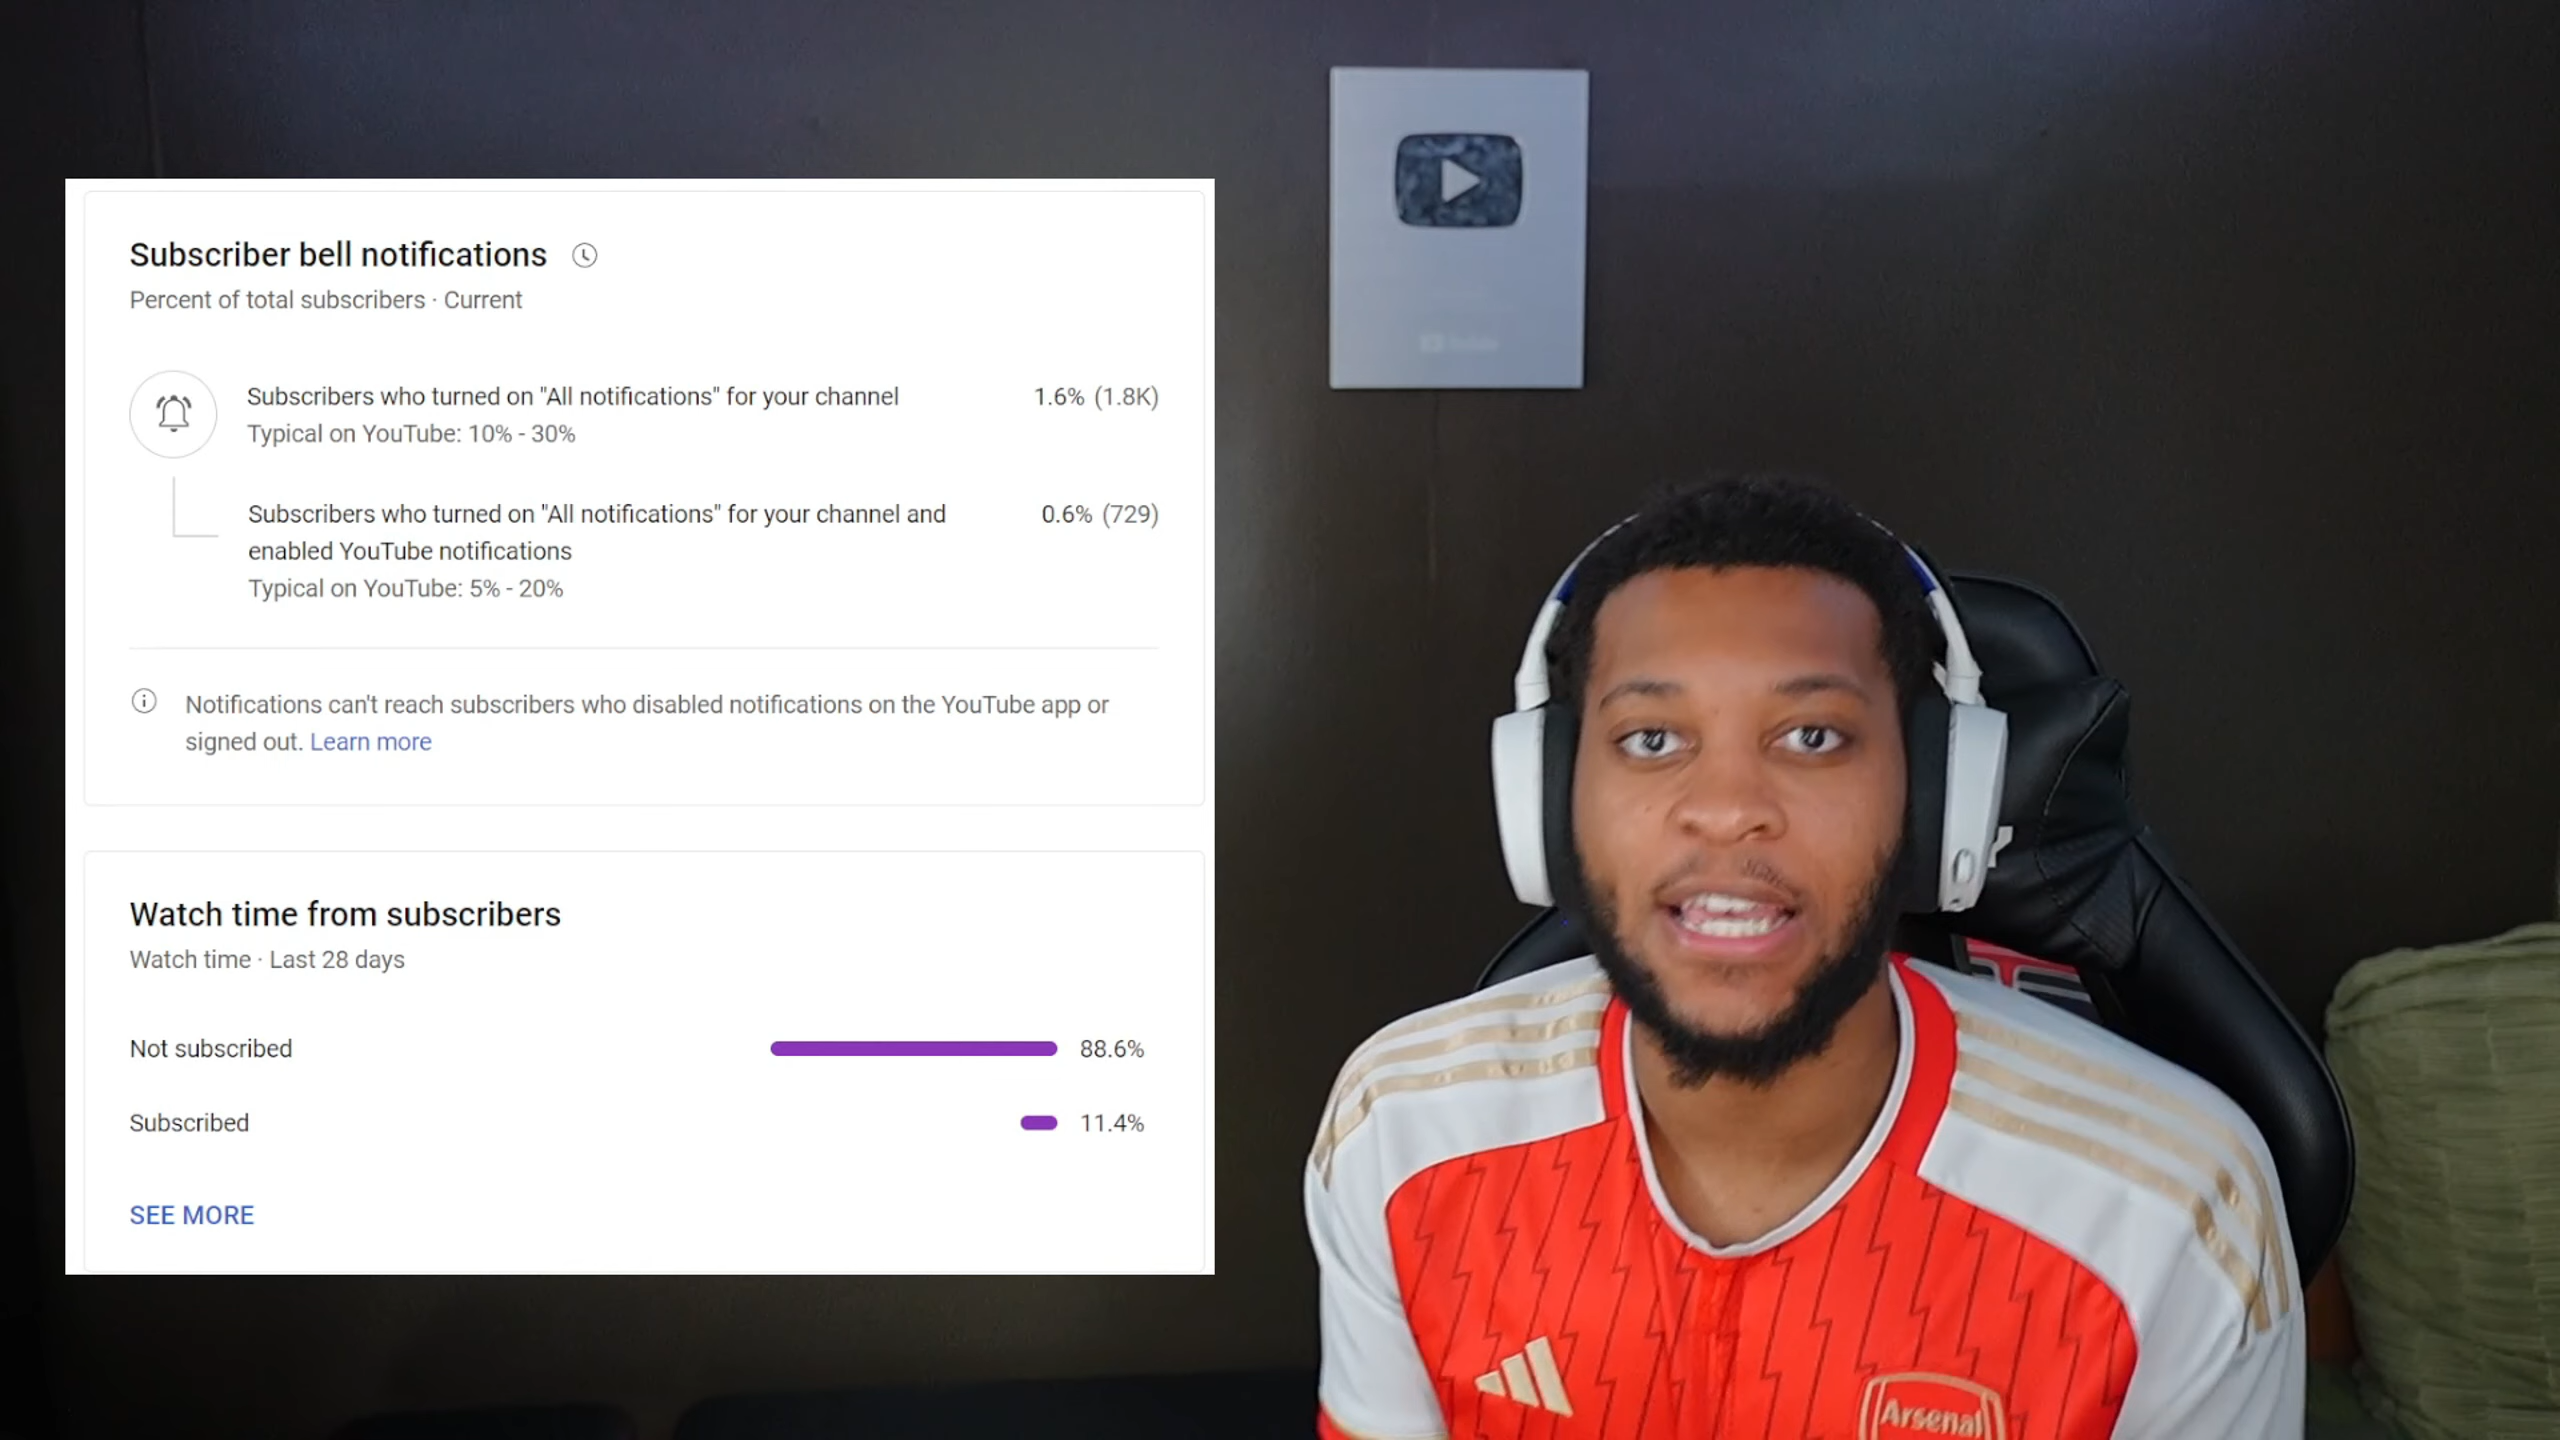 Subscriber bell notifications
Percent of total subscribers · Current
Subscribers who turned on "All notifications" for your channel 1.6% (1.8K)
Typical on YouTube: 10% - 30%
Subscribers who turned on "All notifications" for your channel and 0.6% (729)
enabled YouTube notifications
Typical on YouTube: 5% - 20%
Notifications can't reach subscribers who disabled notifications on the YouTube app or
signed out. Learn more
Watch time from subscribers
Watch time · Last 28 days
Not subscribed 88.6%
Subscribed 11.4%
SEE MORE
Arsenal